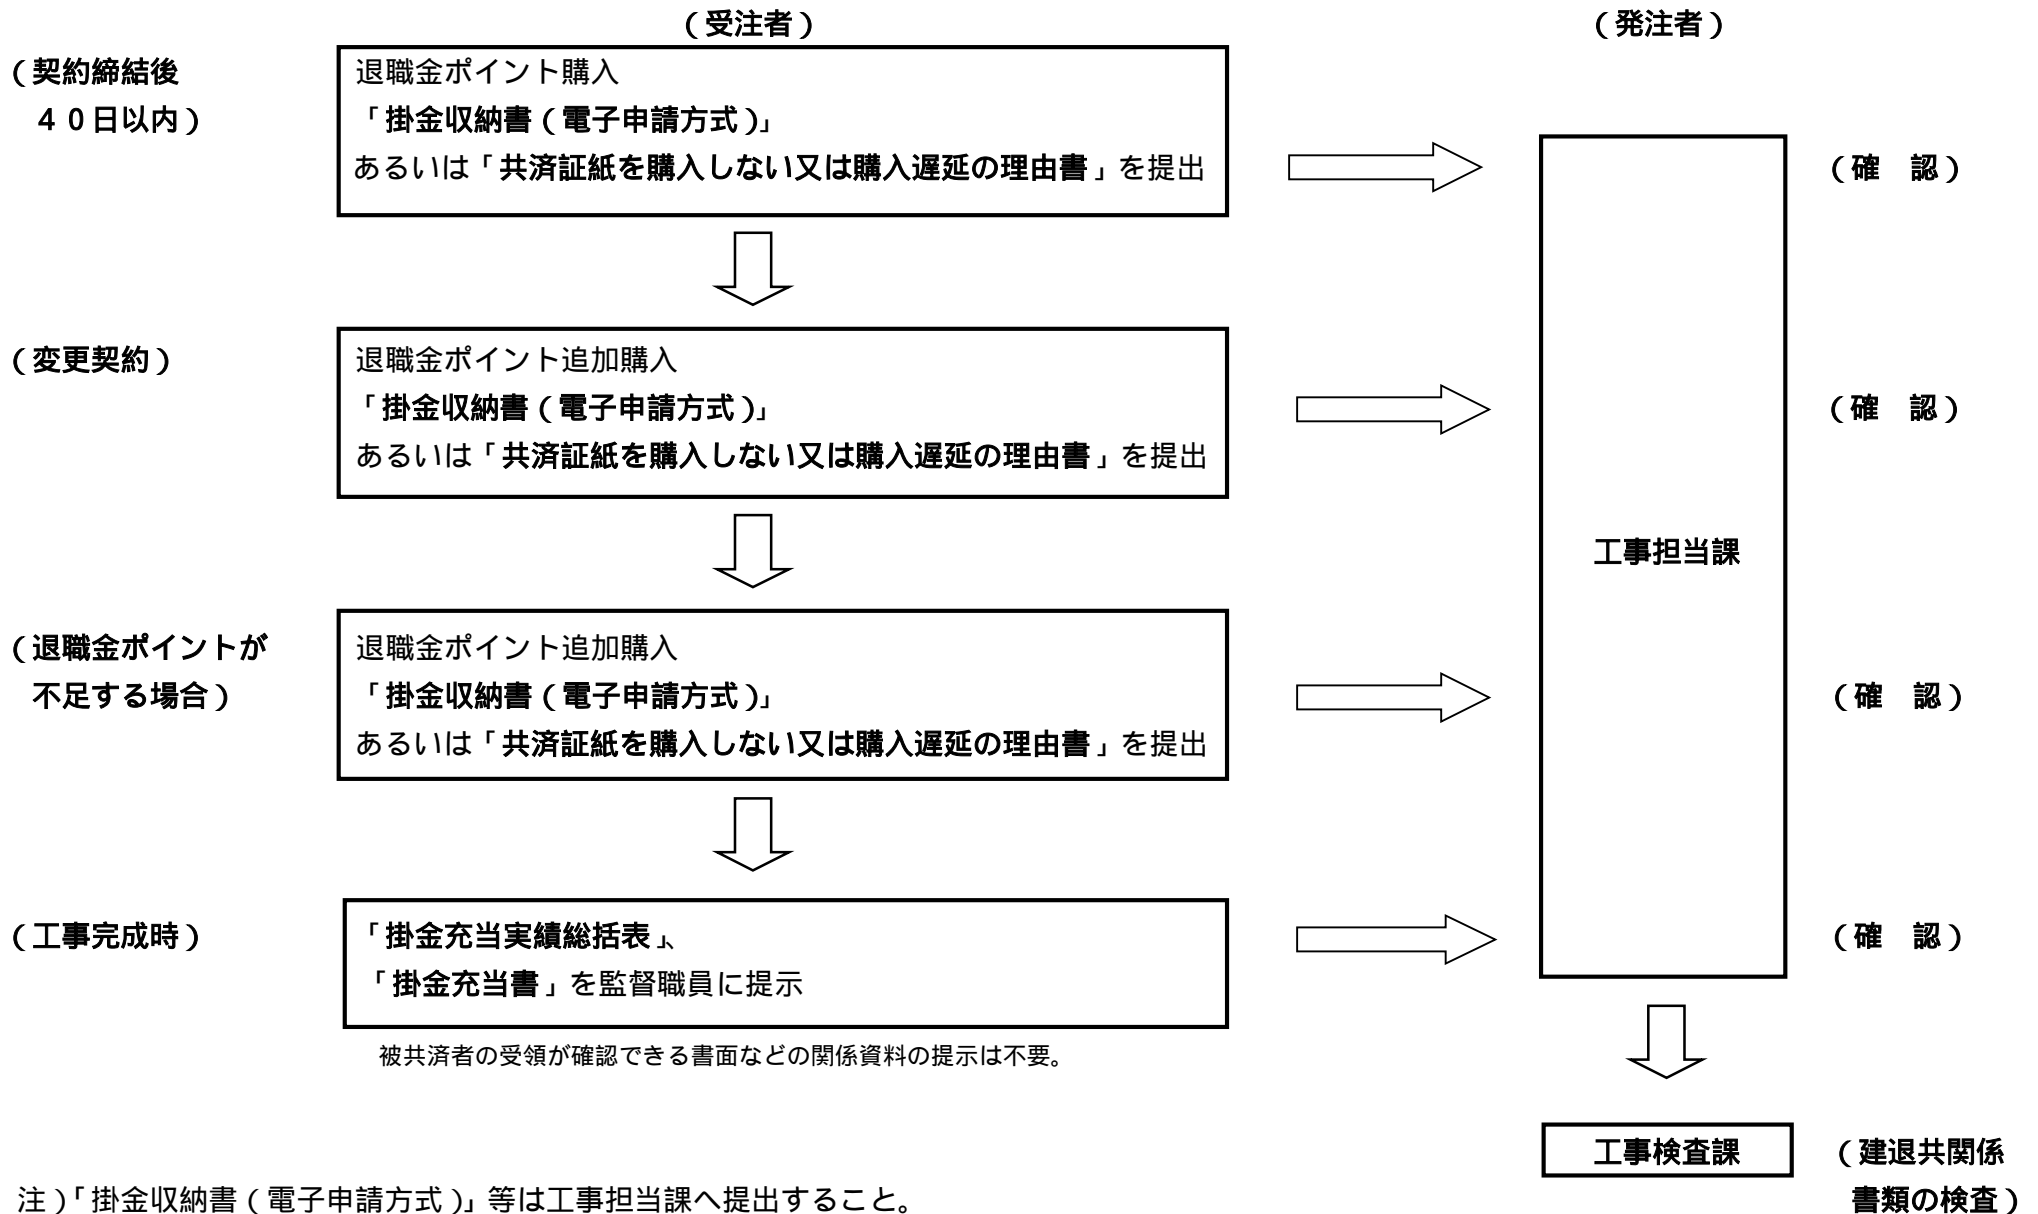 （受注者）
（発注者）
（契約締結後
４０日以内）
退職金ポイント購入
「掛金収納書（電子申請方式）」
あるいは「共済証紙を購入しない又は購入遅延の理由書」を提出
（確　認）
（変更契約）
退職金ポイント追加購入
「掛金収納書（電子申請方式）」
あるいは「共済証紙を購入しない又は購入遅延の理由書」を提出
（確　認）
工事担当課
（退職金ポイントが
不足する場合）
退職金ポイント追加購入
「掛金収納書（電子申請方式）」
あるいは「共済証紙を購入しない又は購入遅延の理由書」を提出
（確　認）
（工事完成時）
「掛金充当実績総括表」、
「掛金充当書」を監督職員に提示
（確　認）
被共済者の受領が確認できる書面などの関係資料の提示は不要。
工事検査課
（建退共関係
書類の検査）
注）「掛金収納書（電子申請方式）」等は工事担当課へ提出すること。